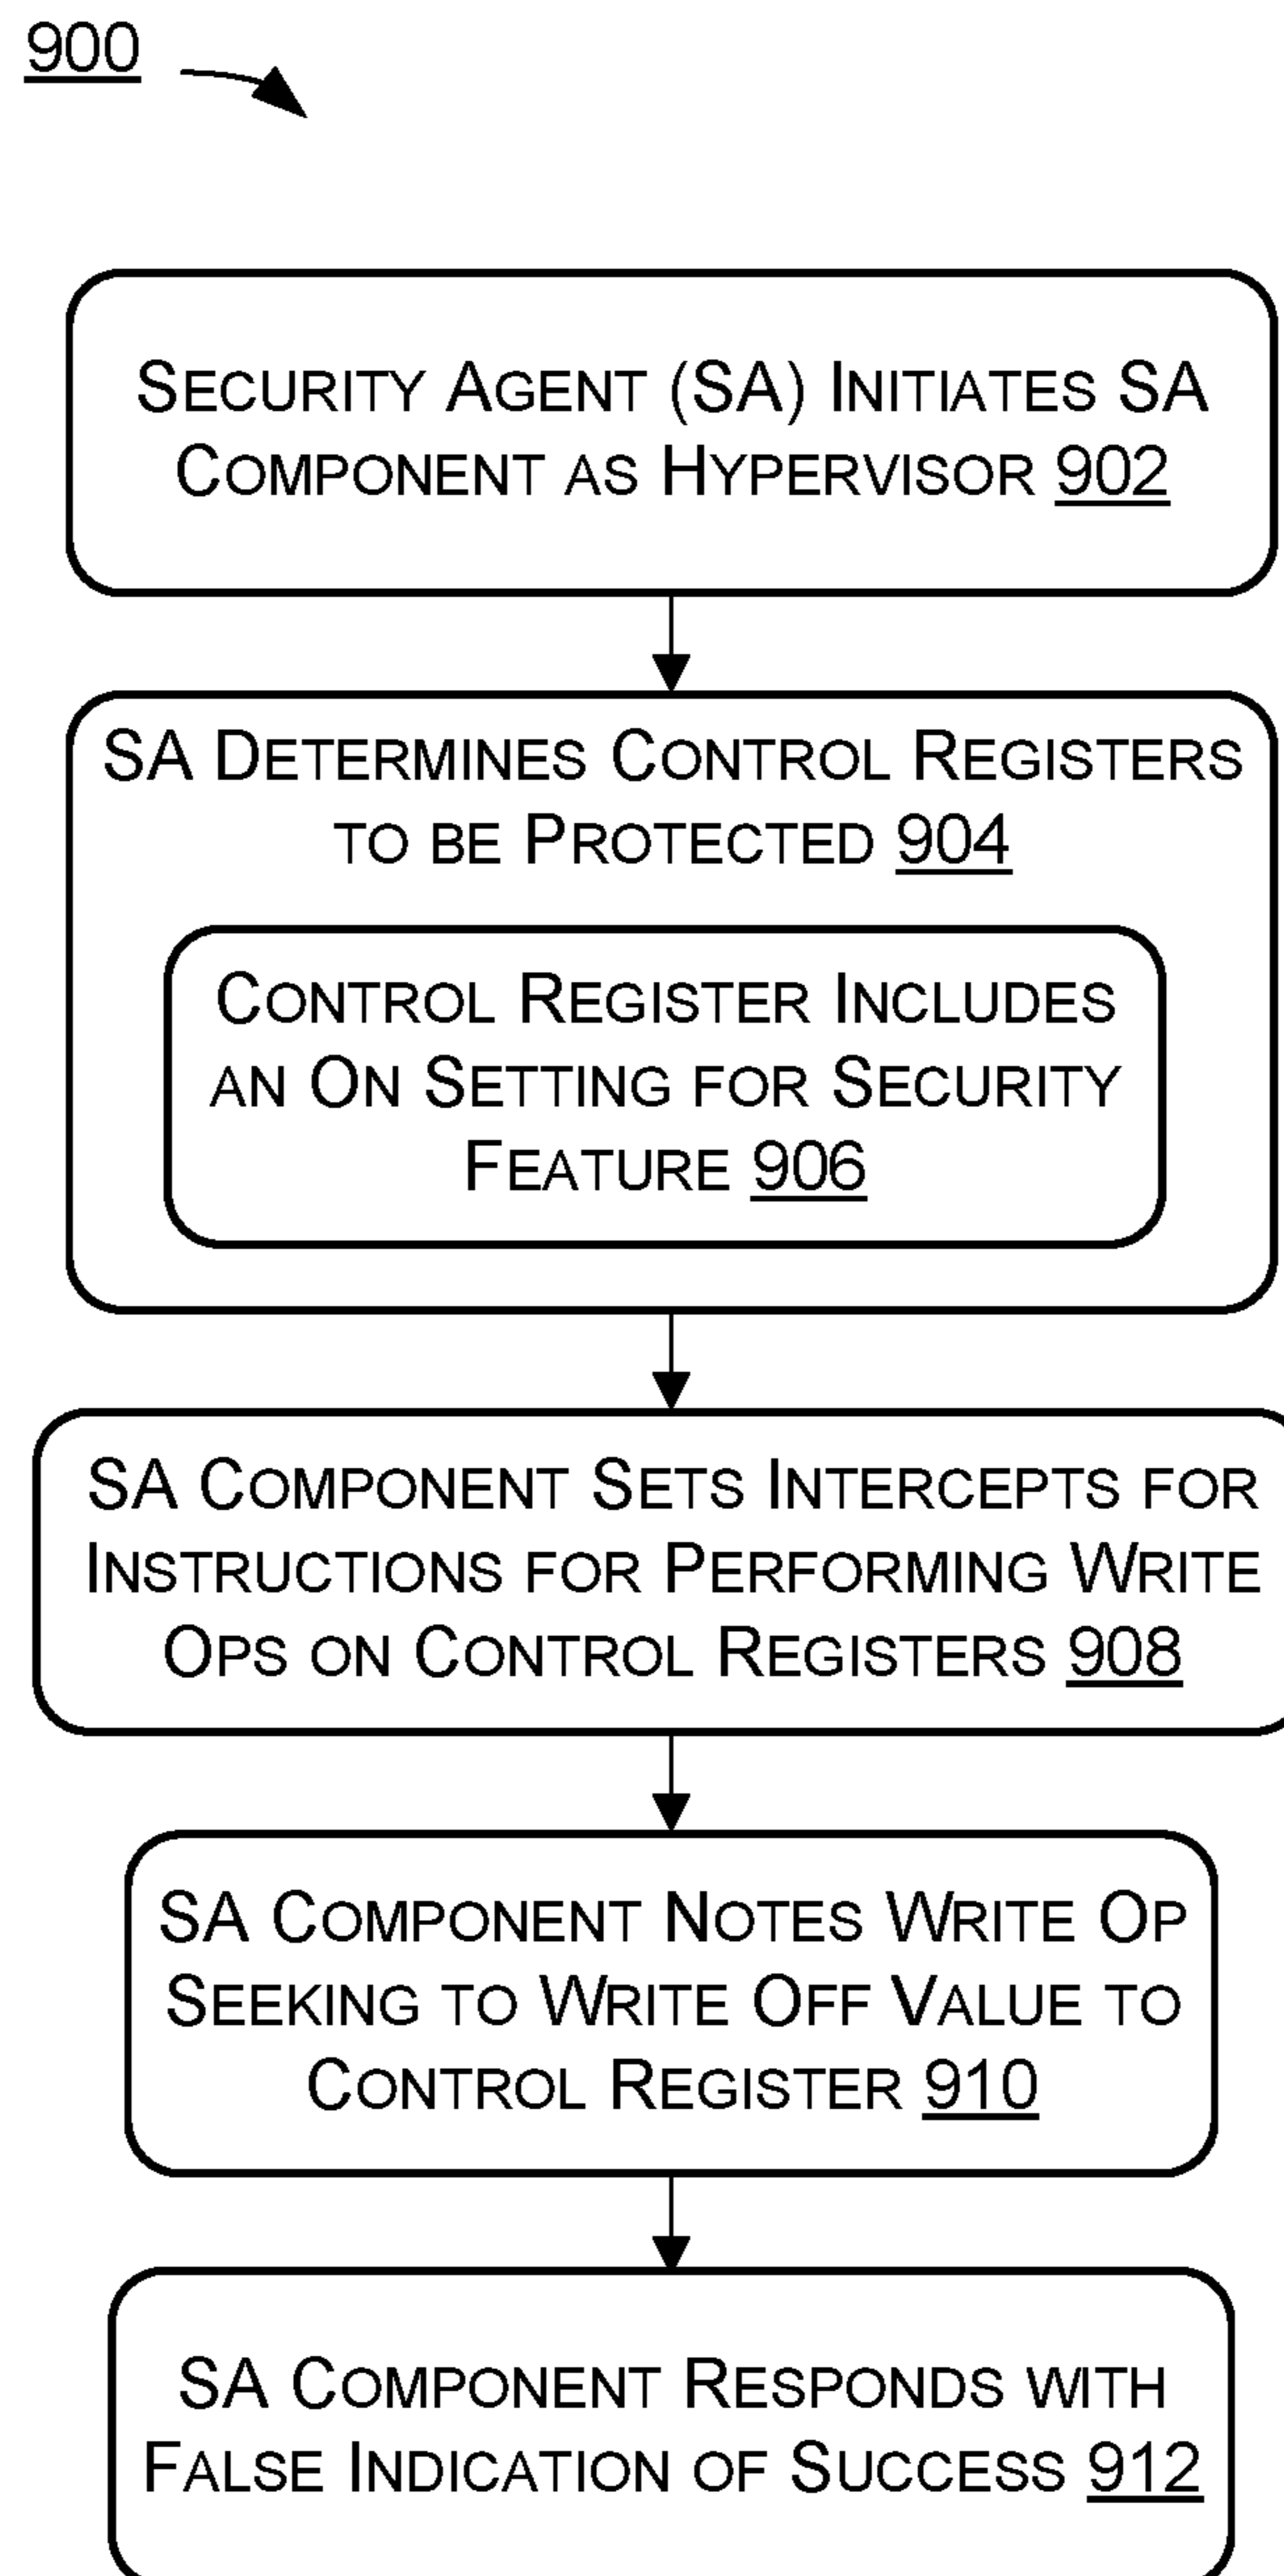 900
SECURITY AGENT (SA) INITIATES SA
COMPONENT AS HYPERVISOR 902
SA DETERMINES CONTROL REGISTERS
TO BE PROTECTED 904
CONTROL REGISTER INCLUDES
AN ON SETTING FOR SECURITY
FEATURE 906
SA COMPONENT SETS INTERCEPTS FOR
INSTRUCTIONS FOR PERFORMING WRITE
OPS ON CONTROL REGISTERS 908
SA COMPONENT NOTES WRITE OP
SEEKING TO WRITE OFF VALUE TO
CONTROL REGISTER 910
SA COMPONENT RESPONDS WITH
FALSE INDICATION OF SUCCESS 912